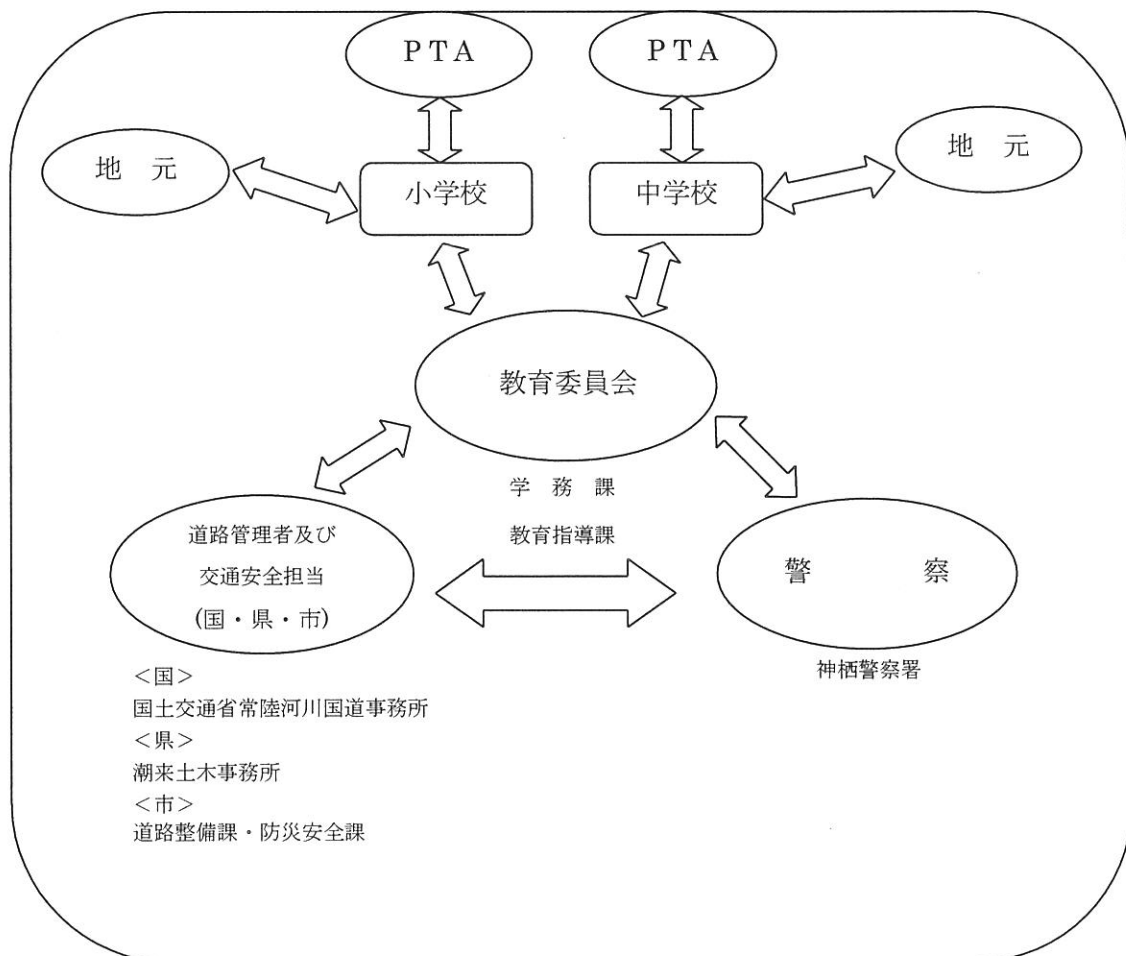 PTA
PTA
地 元
地 元
小学校
中学校
教育委員会
学 務 課
教育指導課
道路管理者及び
交通安全担当
(国・県・市)
警 察
神栖警察署
<国>
国土交通省常陸河川国道事務所
<県>
潮来土木事務所
<市>
道路整備課・防災安全課